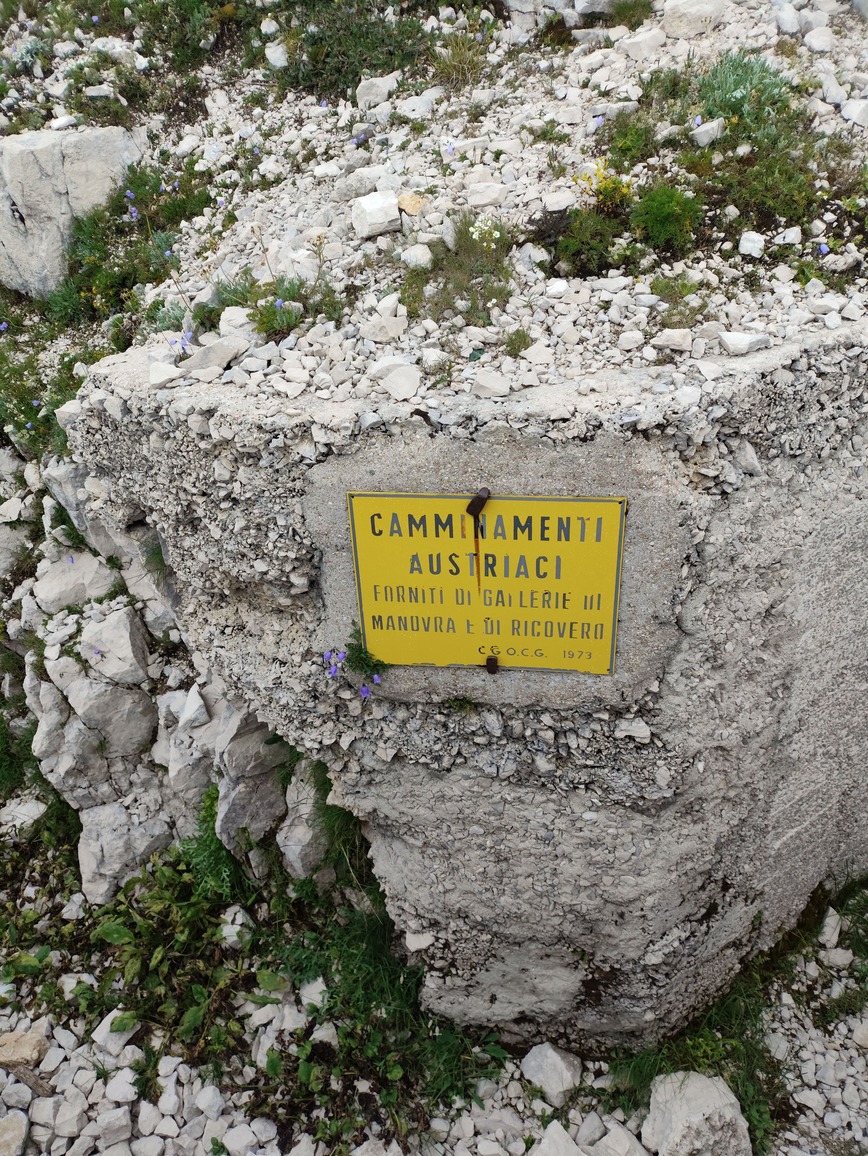 CAMMINAMENTI
AUSTRIACI
FORNITI DI GALLERIE DI
MANOVRA E DI RICOVERO
C G O.C.G. 1973